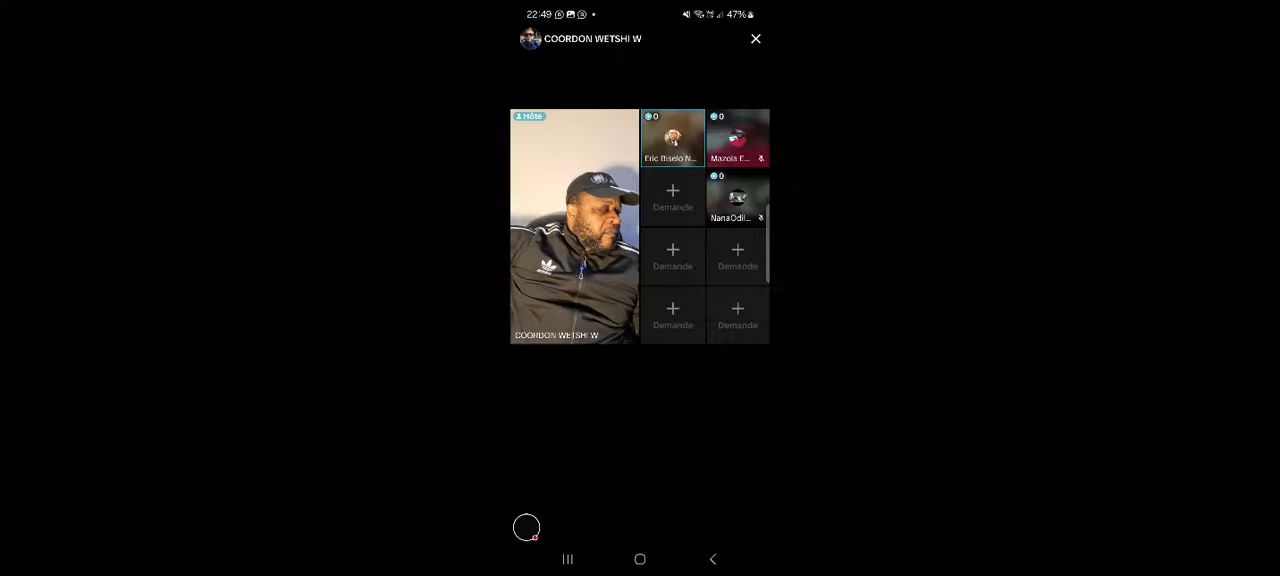 22:49
47%
COORDON WETSHI W
Hôte
0
0
Eric Biselo N...
Mazola E...
0
Demande
NanaOdil...
Demande
Demande
Demande
Demande
adidas
COORDON WETSHI W